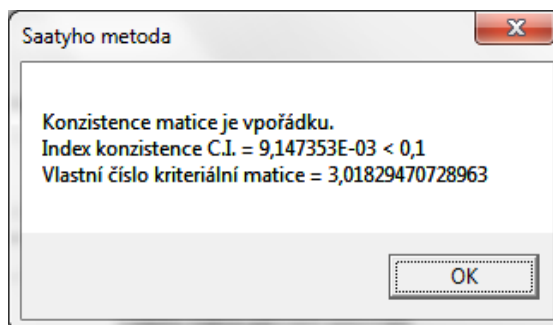 Saatyho metoda
Konzistence matice je vpořádku.
Index konzistence C.I. = 9,147353E-03 < 0,1
Vlastní číslo kriteriální matice = 3,01829470728963
OK